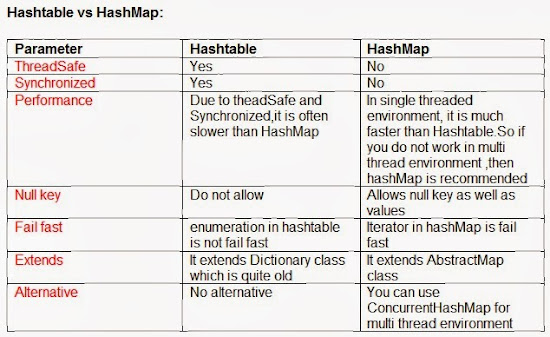 Hashtable vs HashMap:
Parameter Hashtable HashMap
ThreadSafe Yes No
Synchronized Yes No
Performance Due to theadSafe and In single threaded
Synchronized,it is often environment, it is much
slower than HashMap faster than Hashtable.So if
you do not work in multi
thread environment ,then
hashMap is recommended
Null key Do not allow Allows null key as well as
values
Fail fast enumeration in hashtable Iterator in hashMap is fail
is not fail fast fast
Extends It extends Dictionary class It extends AbstractMap
which is quite old class
Alternative No alternative You can use
ConcurrentHashMap for
multi thread environment